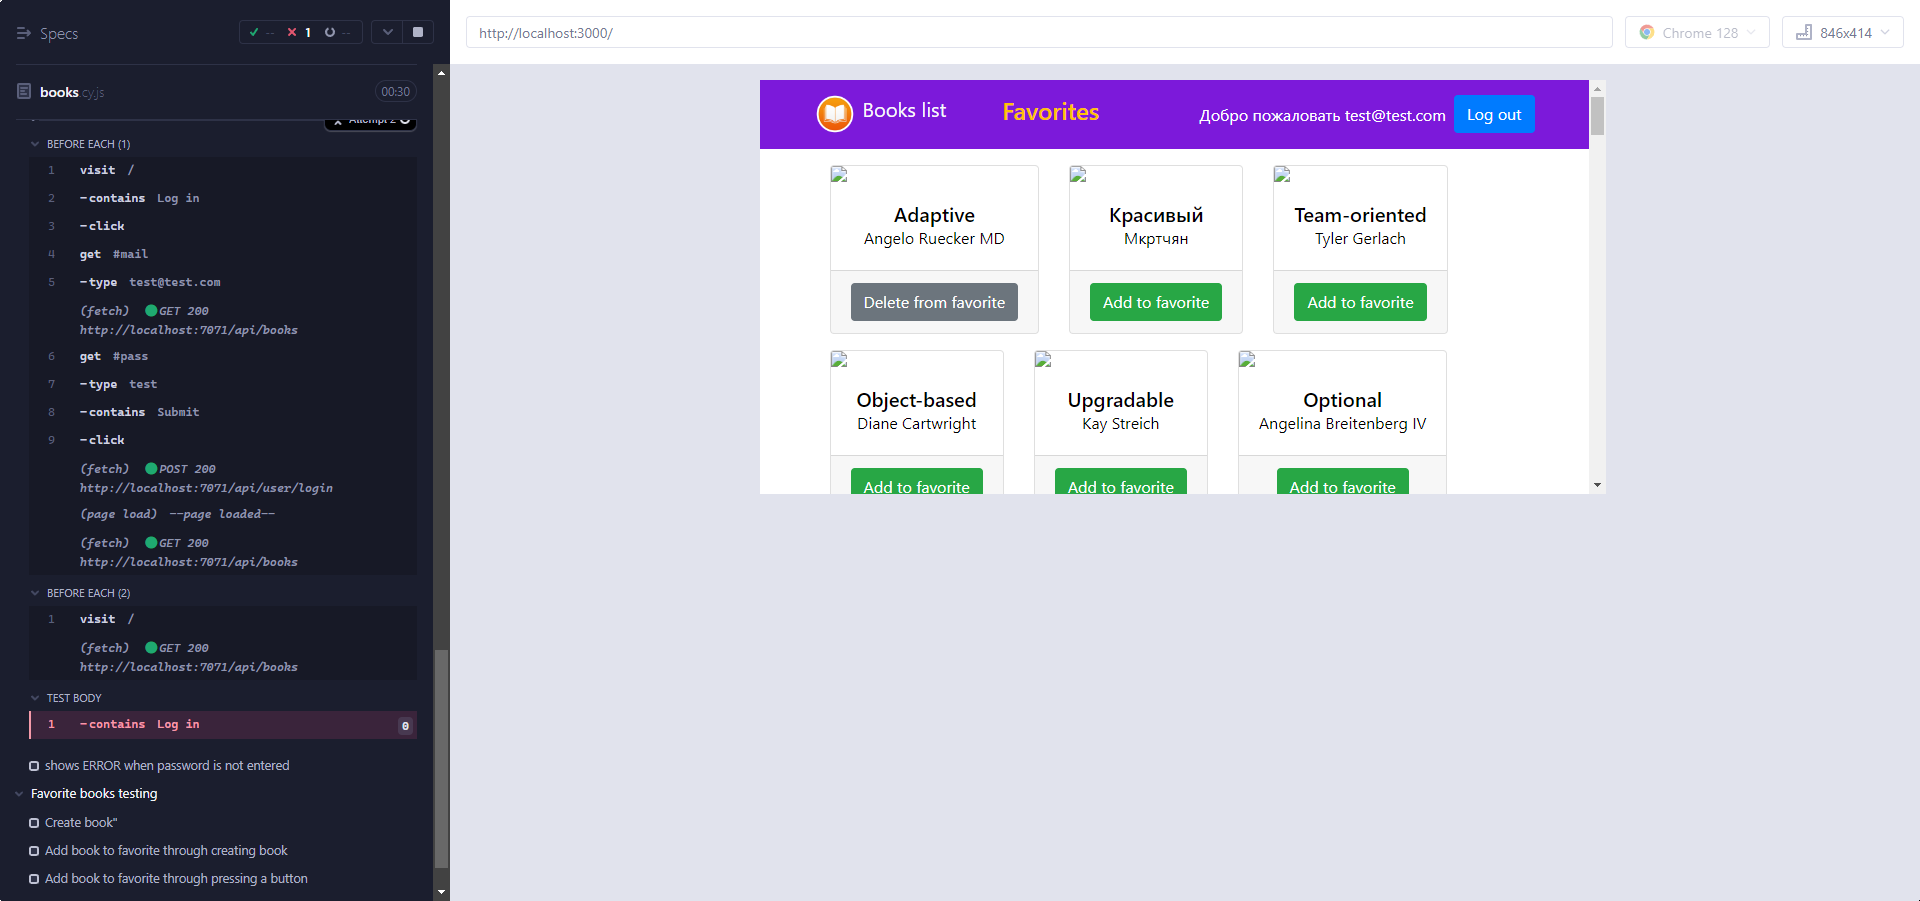 Specs
-- 1 --
books.cy.js 00:30
Attempt 2
BEFORE EACH (1)
1 visit /
2 -contains Log in
3 -click
4 get #mail
5 -type test@test.com
(fetch) GET 200
http://localhost:7071/api/books
6 get #pass
7 -type test
8 -contains Submit
9 -click
(fetch) POST 200
http://localhost:7071/api/user/login
(page load) --page loaded--
(fetch) GET 200
http://localhost:7071/api/books
BEFORE EACH (2)
1 visit /
(fetch) GET 200
http://localhost:7071/api/books
TEST BODY
1 -contains Log in 0
shows ERROR when password is not entered
Favorite books testing
Create book"
Add book to favorite through creating book
Add book to favorite through pressing a button
http://localhost:3000/
Chrome 128
846x414
Books list Favorites Добро пожаловать test@test.com Log out
Adaptive
Angelo Ruecker MD
Delete from favorite
Красивый
Мкртчян
Add to favorite
Team-oriented
Tyler Gerlach
Add to favorite
Object-based
Diane Cartwright
Add to favorite
Upgradable
Kay Streich
Add to favorite
Optional
Angelina Breitenberg IV
Add to favorite